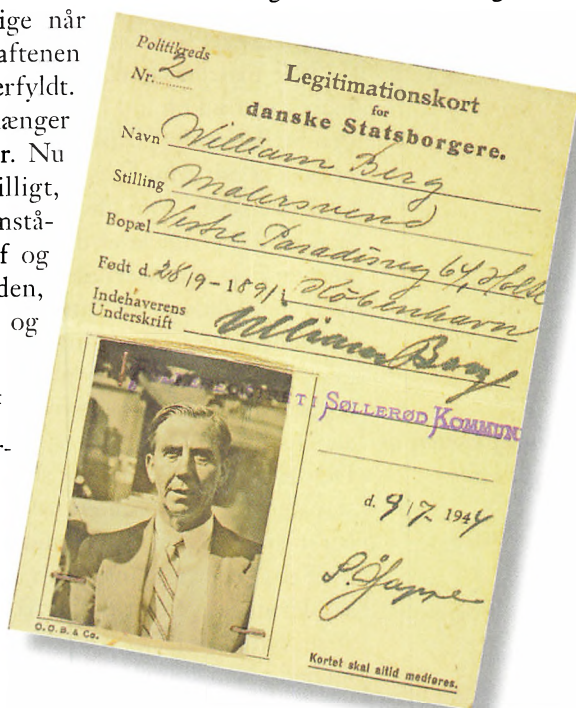 ige når
aftenen
erfyldt.
længer
r. Nu
illigt,
nstå-
f og
den,
og
r-
Politikreds
Nr. 2
Legitimationskort
for
danske Statsborgere.
Navn William Berg
Stilling Malersvend
Bopæl Vestre Paradisvej 64, Holte
Født d. 28/9-1891, København
Indehaverens
Underskrift William Berg
T I SØLLERØD KOMMUN
d. 9/7 1944
O. O. B. & Co.
Kortet skal altid medføres.